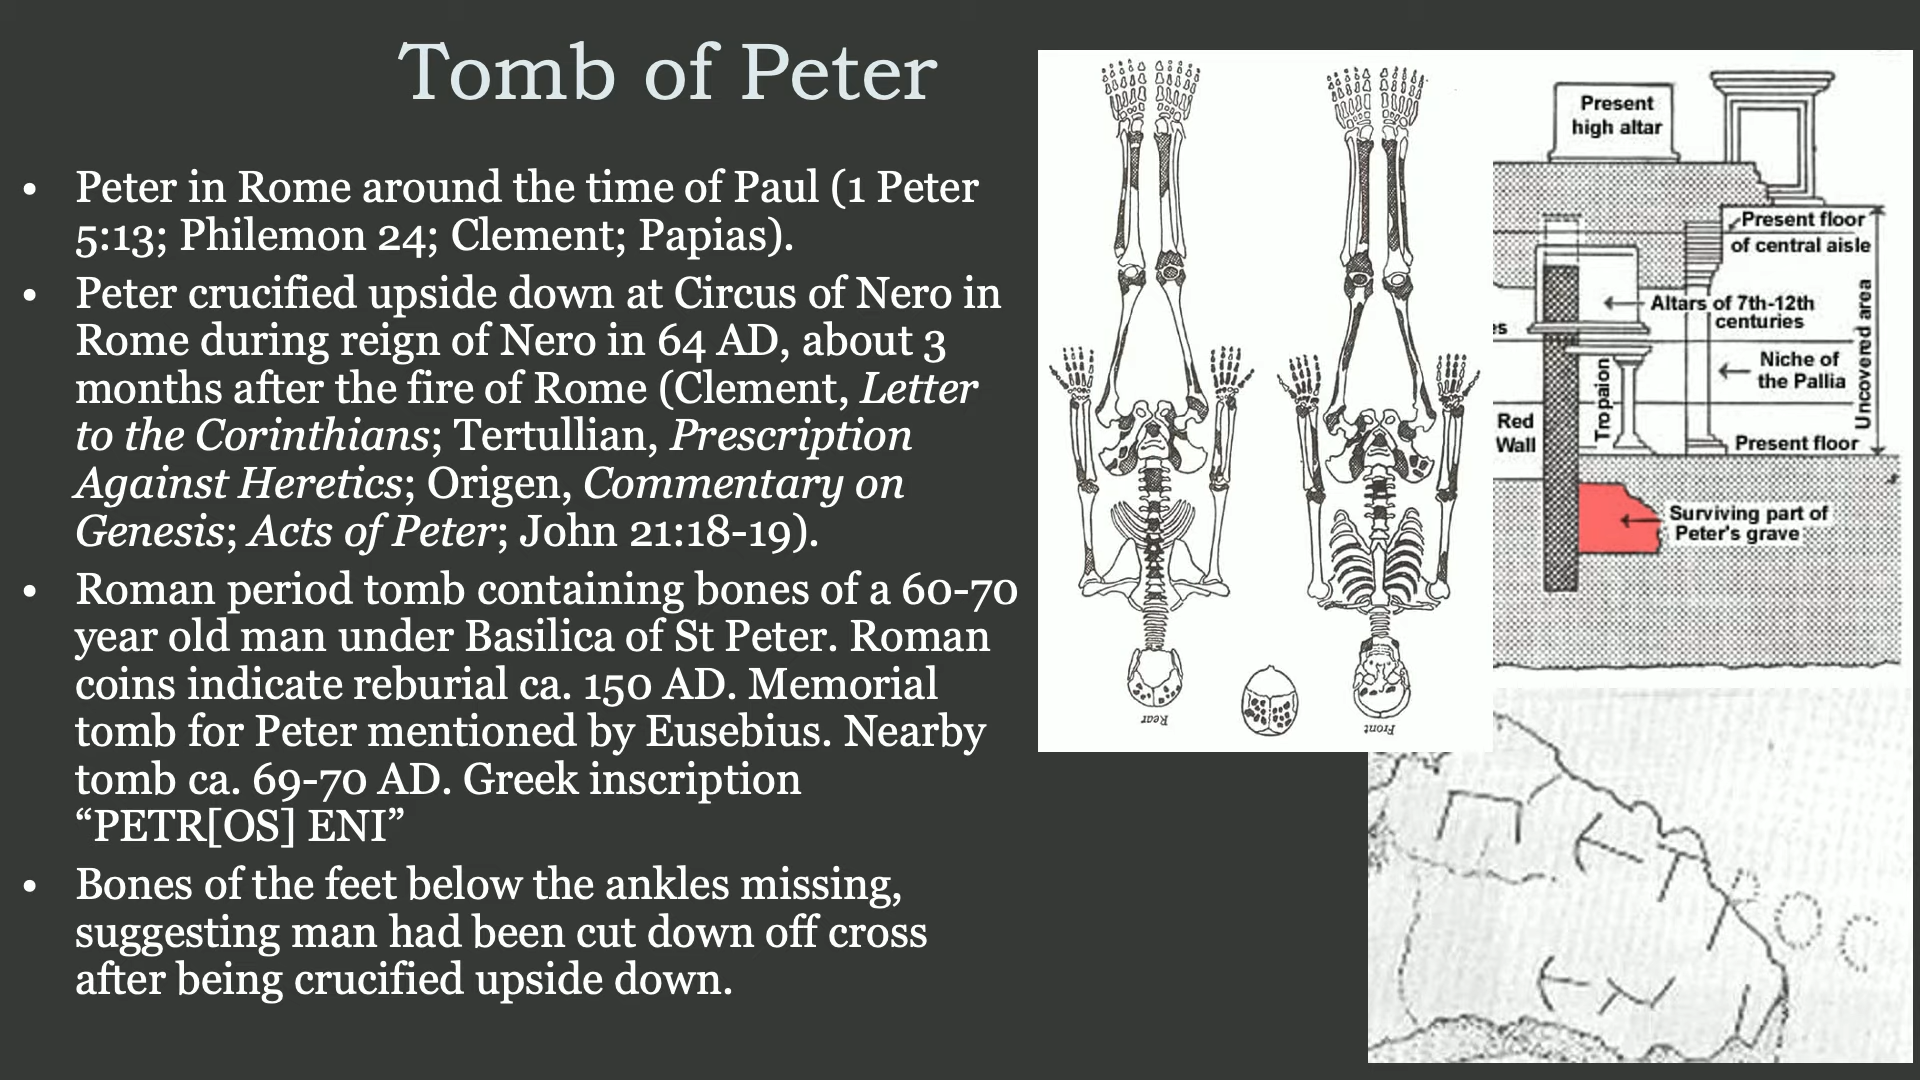 Tomb of Peter
• Peter in Rome around the time of Paul (1 Peter
5:13; Philemon 24; Clement; Papias).
• Peter crucified upside down at Circus of Nero in
Rome during reign of Nero in 64 AD, about 3
months after the fire of Rome (Clement, Letter
to the Corinthians; Tertullian, Prescription
Against Heretics; Origen, Commentary on
Genesis; Acts of Peter; John 21:18-19).
• Roman period tomb containing bones of a 60-70
year old man under Basilica of St Peter. Roman
coins indicate reburial ca. 150 AD. Memorial
tomb for Peter mentioned by Eusebius. Nearby
tomb ca. 69-70 AD. Greek inscription
“PETR[OS] ENI”
• Bones of the feet below the ankles missing,
suggesting man had been cut down off cross
after being crucified upside down.
Rear
Front
Present
high altar
Present floor
of central aisle
Altars of 7th-12th
centuries
es
Niche of
the Pallia
Uncovered area
Tropaion
Red
Wall
Present floor
Surviving part of
Peter's grave